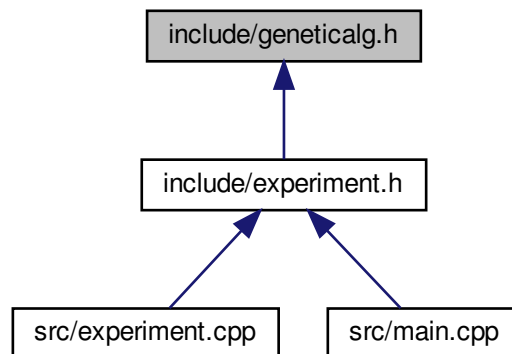 include/geneticalg.h
include/experiment.h
src/experiment.cpp
src/main.cpp